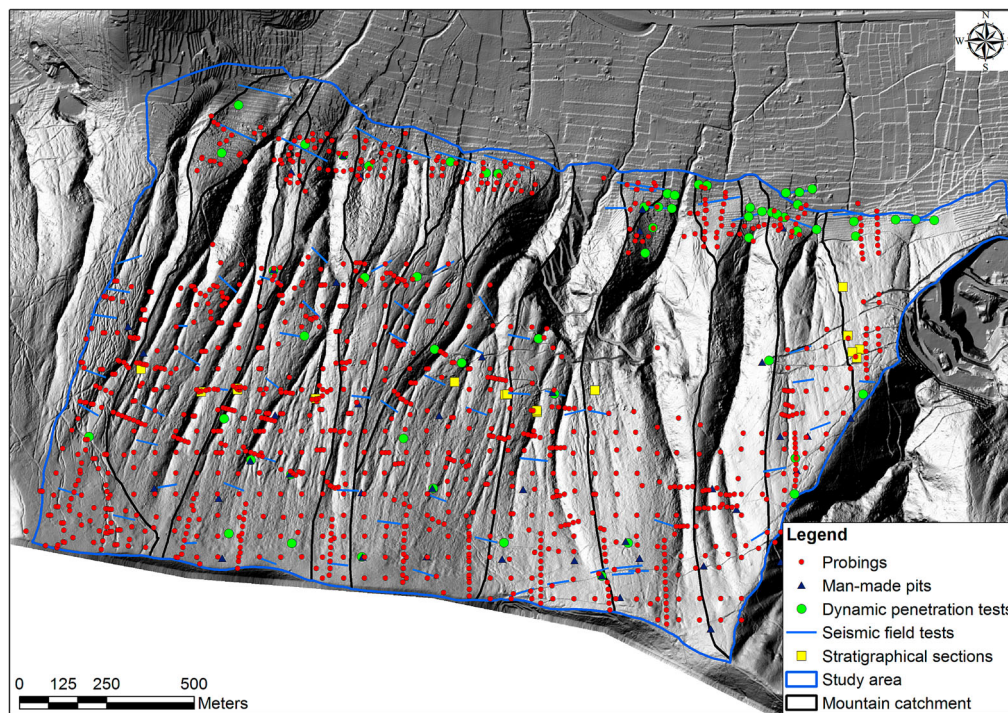 N
W E
S
Legend
Probings
Man-made pits
Dynamic penetration tests
Seismic field tests
Stratigraphical sections
Study area
Mountain catchment
0 125 250 500
Meters